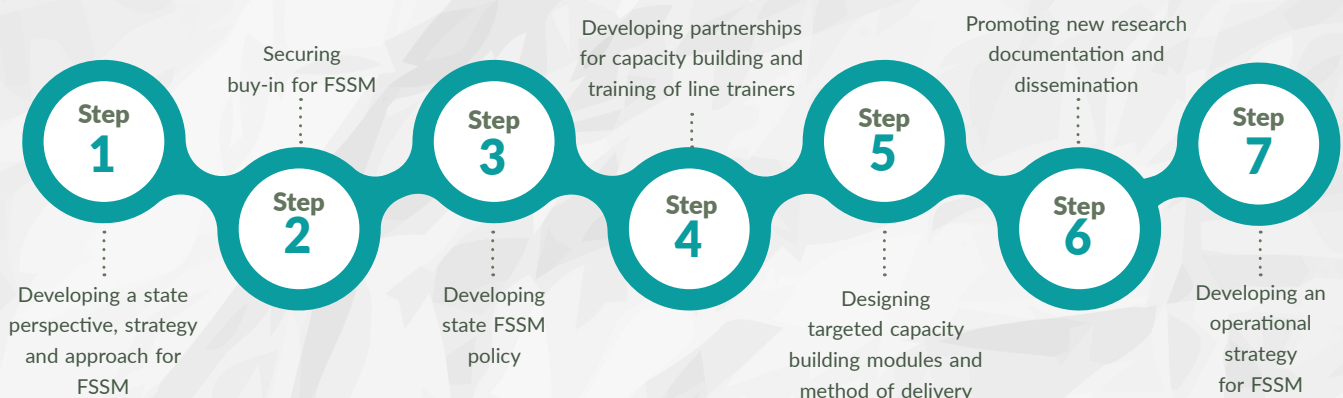 Step
1
Developing a state
perspective, strategy
and approach for
FSSM
Securing
buy-in for FSSM
Step
2
Step
3
Developing
state FSSM
policy
Developing partnerships
for capacity building and
training of line trainers
Step
4
Step
5
Designing
targeted capacity
building modules and
method of delivery
Promoting new research
documentation and
dissemination
Step
6
Step
7
Developing an
operational
strategy
for FSSM